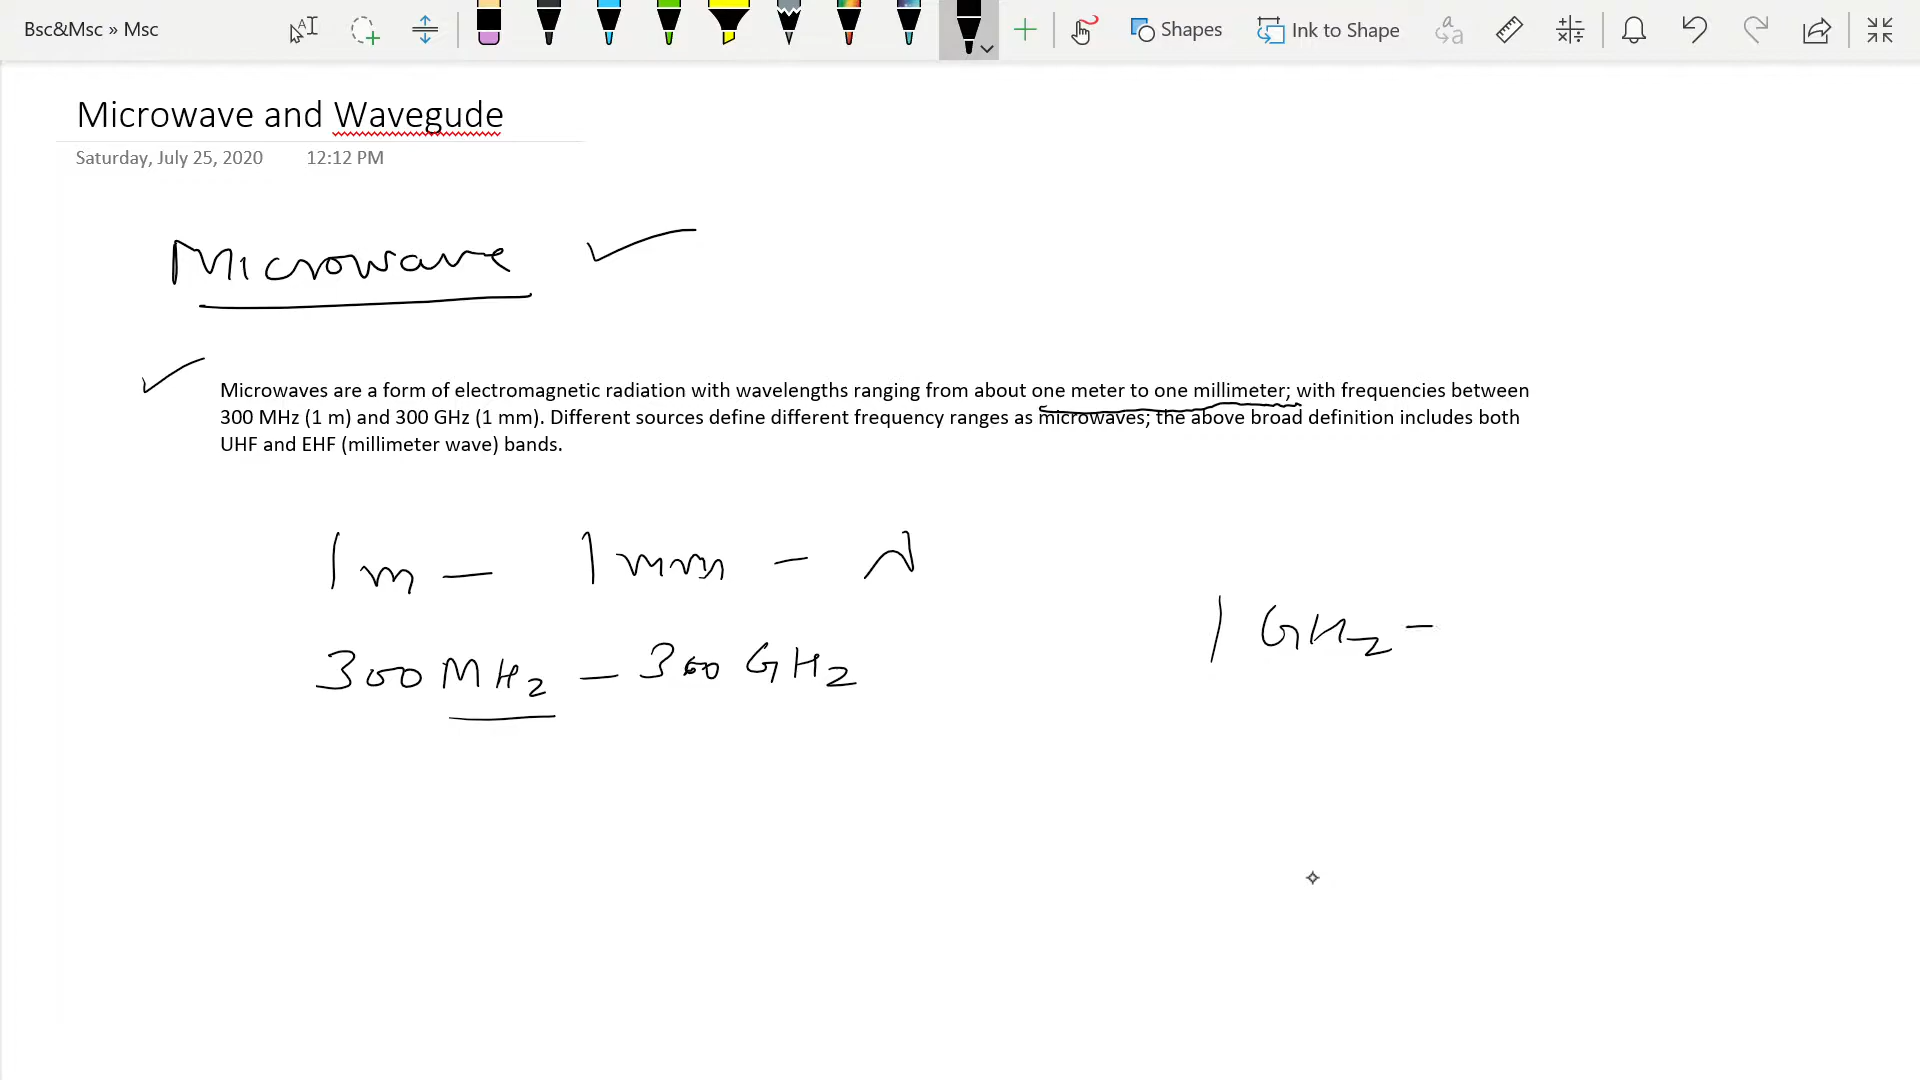 Bsc&Msc » Msc
Shapes
Ink to Shape
Microwave and Wavegude
Saturday, July 25, 2020 12:12 PM
Microwave
Microwaves are a form of electromagnetic radiation with wavelengths ranging from about one meter to one millimeter; with frequencies between
300 MHz (1 m) and 300 GHz (1 mm). Different sources define different frequency ranges as microwaves; the above broad definition includes both
UHF and EHF (millimeter wave) bands.
1m – 1mm – λ
300 MHz – 300 GHz
1 GHz –